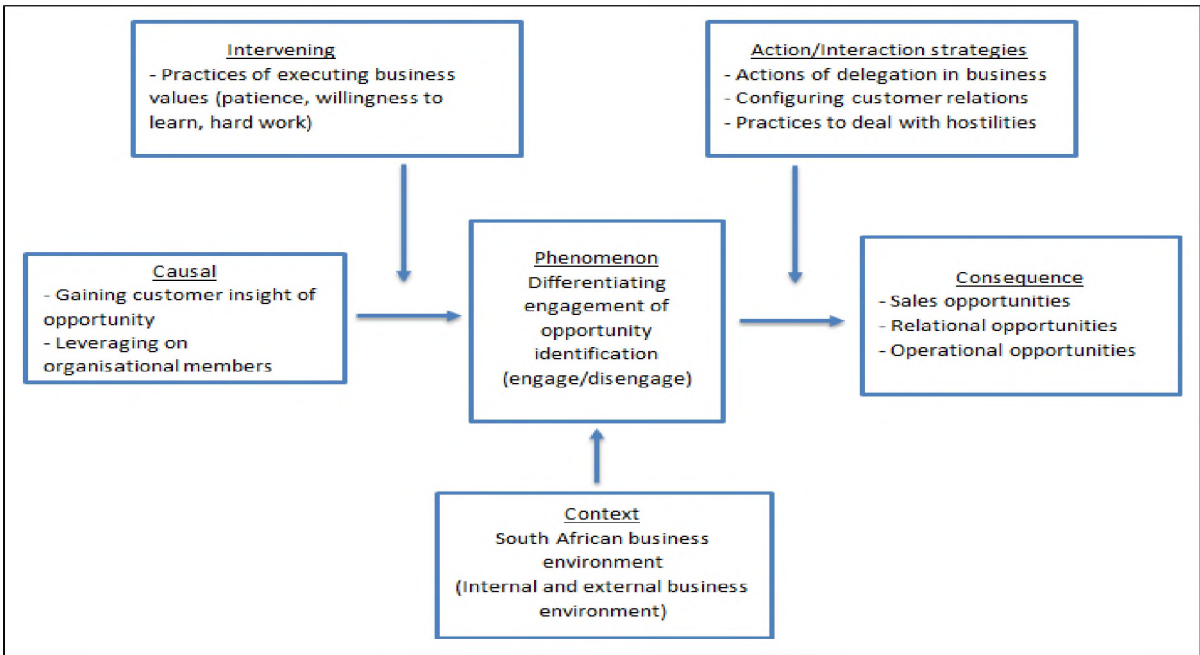 Intervening
- Practices of executing business
values (patience, willingness to
learn, hard work)
Action/Interaction strategies
- Actions of delegation in business
- Configuring customer relations
- Practices to deal with hostilities
Causal
- Gaining customer insight of
opportunity
- Leveraging on
organisational members
Phenomenon
Differentiating
engagement of
opportunity
identification
(engage/disengage)
Consequence
- Sales opportunities
- Relational opportunities
- Operational opportunities
Context
South African business
environment
(Internal and external business
environment)